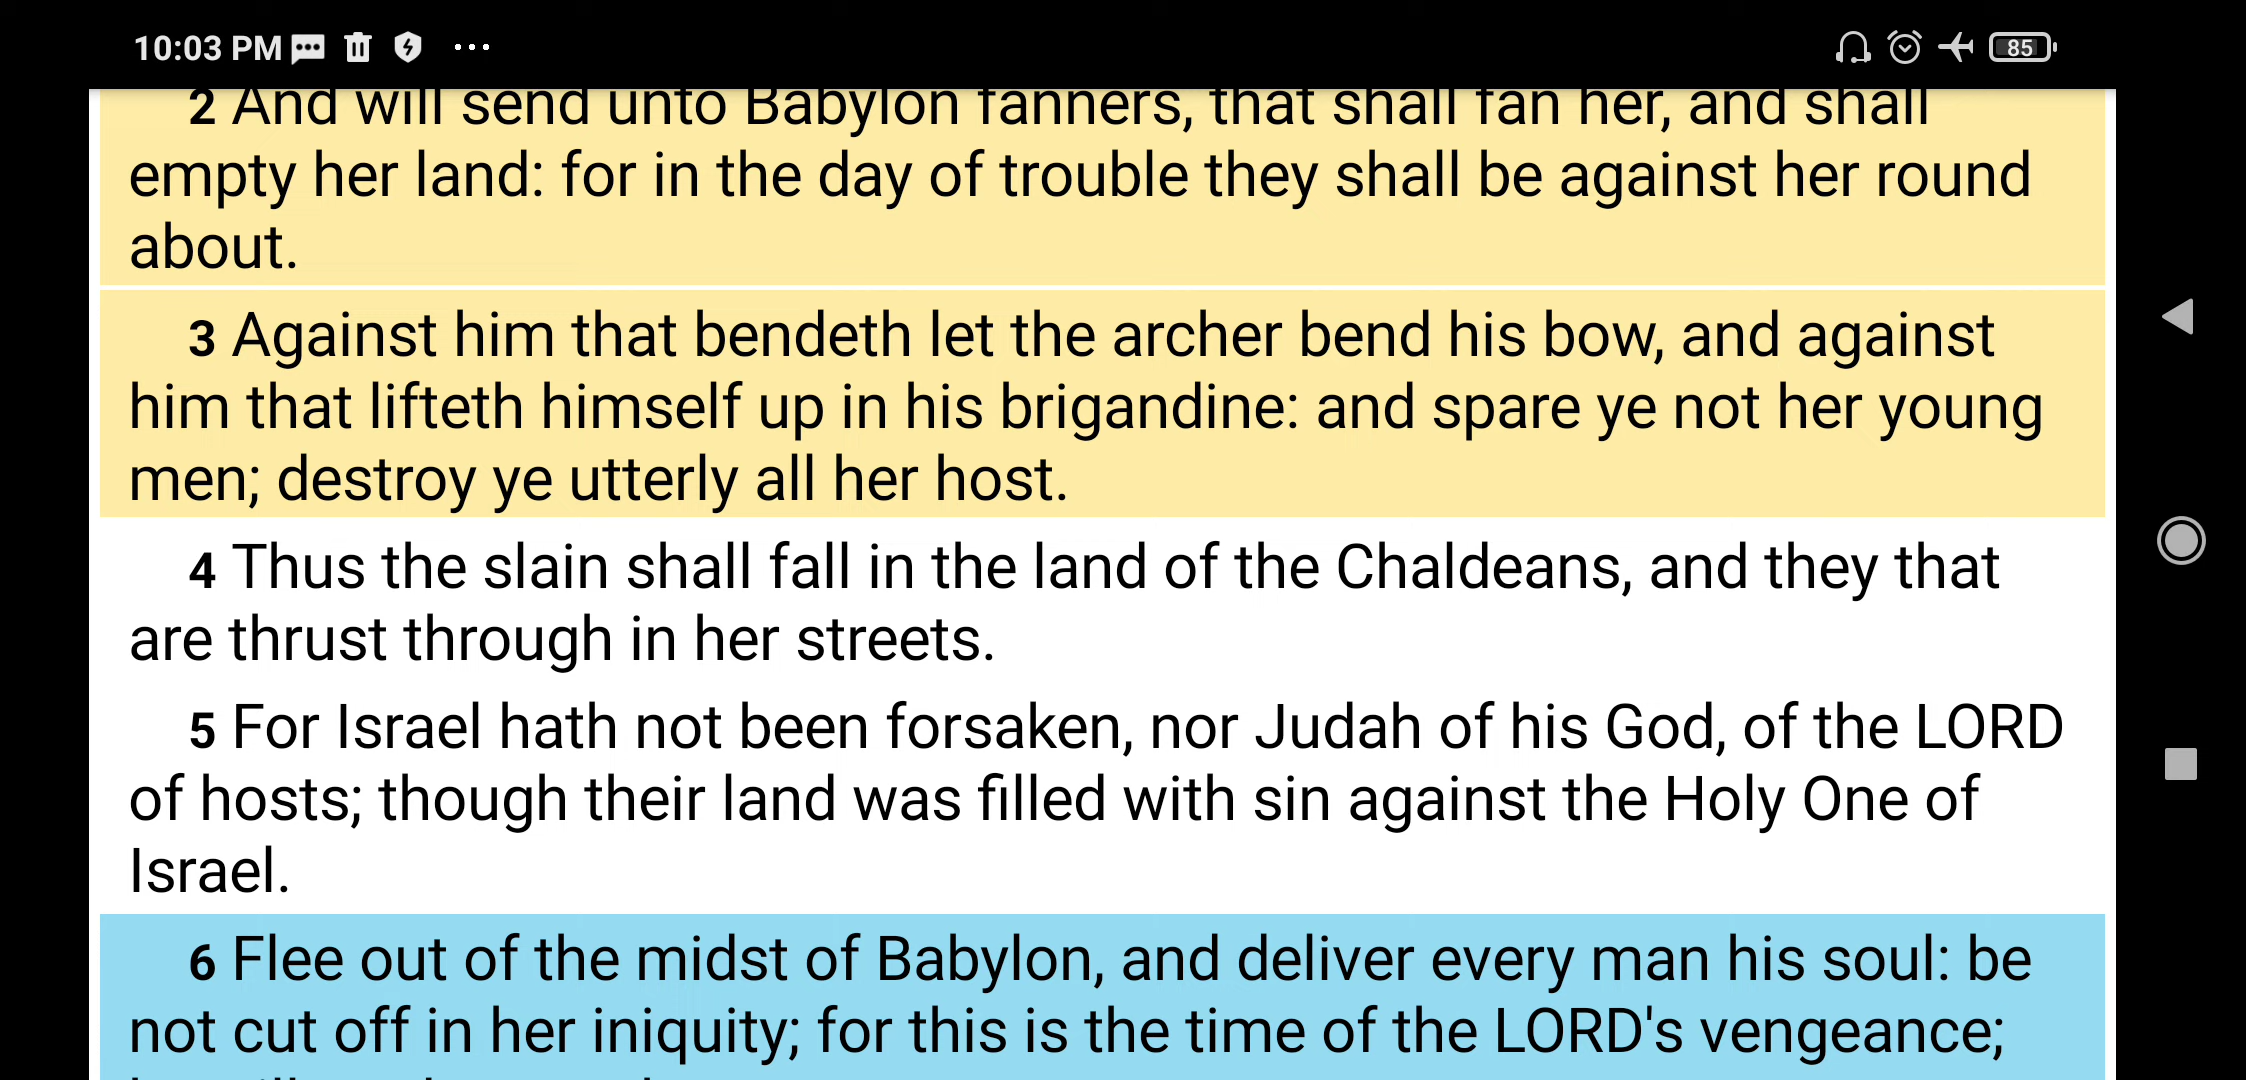 10:03 PM
85
2 And will send unto Babylon fanners, that shall fan her, and shall
empty her land: for in the day of trouble they shall be against her round
about.
3 Against him that bendeth let the archer bend his bow, and against
him that lifteth himself up in his brigandine: and spare ye not her young
men; destroy ye utterly all her host.
4 Thus the slain shall fall in the land of the Chaldeans, and they that
are thrust through in her streets.
5 For Israel hath not been forsaken, nor Judah of his God, of the LORD
of hosts; though their land was filled with sin against the Holy One of
Israel.
6 Flee out of the midst of Babylon, and deliver every man his soul: be
not cut off in her iniquity; for this is the time of the LORD's vengeance;